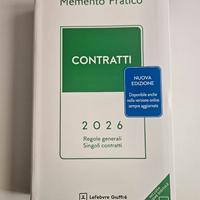 Memento Pratico
CONTRATTI
NUOVA
EDIZIONE
Disponibile anche
nella versione online
sempre aggiornata
2026
Regole generali
Singoli contratti
Lefebvre Giuffrè